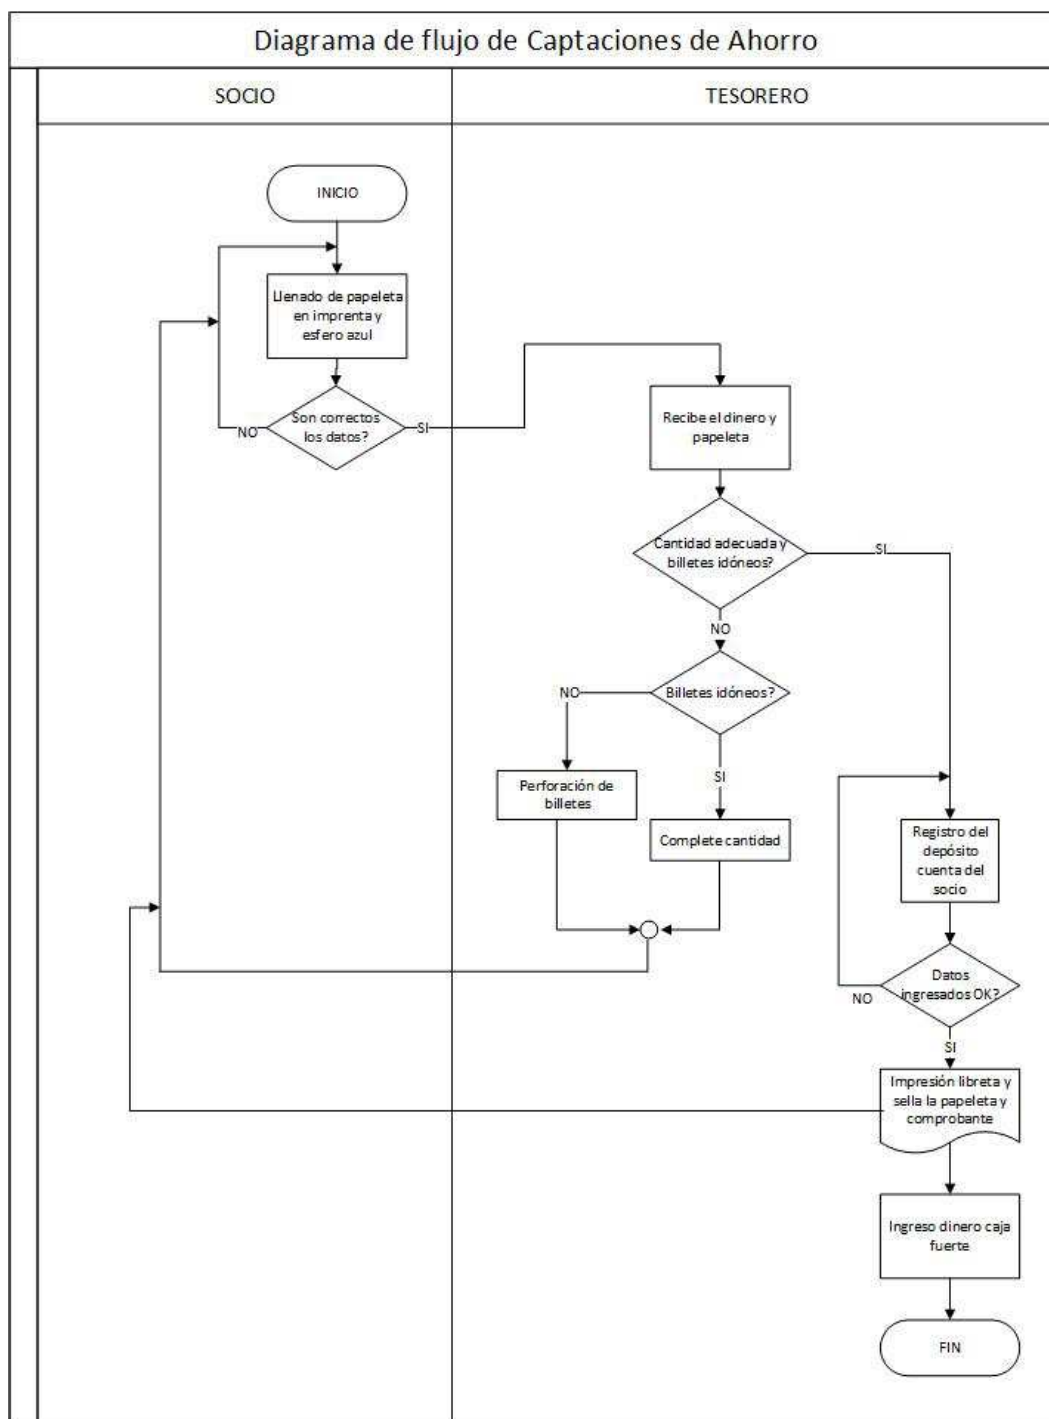 Diagrama de flujo de Captaciones de Ahorro
SOCIO
TESORERO
INICIO
Llenado de papeleta
en imprenta y
esfero azul
Son correctos
los datos?
NO
SI
Recibe el dinero y
papeleta
Cantidad adecuada y
billetes idóneos?
SI
NO
Billetes idóneos?
NO
SI
Perforación de
billetes
Complete cantidad
Registro del
depósito
cuenta del
socio
Datos
ingresados OK?
NO
SI
Impresión libreta y
sella la papeleta y
comprobante
Ingreso dinero caja
fuerte
FIN